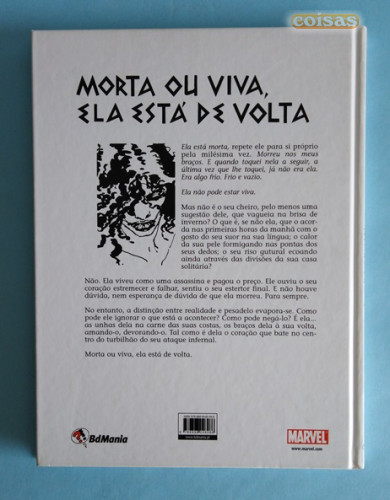 coisas
MORTA OU VIVA,
ELA ESTÁ DE VOLTA
Ela está morta, repete ele para si próprio
pela milésima vez. Morreu nos meus
braços. E quando toquei nela a seguir, a
última vez que lhe toquei, já não era ela.
Era algo frio. Frio e vazio.
Ela não pode estar viva.
Mas não é o seu cheiro, pelo menos uma
sugestão dele, que vagueia na brisa de
inverno? O que é, se não ela, que o acor-
da nas primeiras horas da manhã com o
gosto do seu suor na sua língua; o calor
da sua pele formigando nas pontas dos
seus dedos; o seu riso gutural ecoando
ainda através das divisões da sua casa
solitária?
Não. Ela viveu como uma assassina e pagou o preço. Ele ouviu o seu
coração estremecer e falhar, sentiu o seu estertor final. E não houve
dúvida, nem esperança de dúvida de que ela morreu. Para sempre.
No entanto, a distinção entre realidade e pesadelo evapora-se. Como
pode ele ignorar o que está a acontecer? Como pode negá-lo? E ela...
as unhas dela na carne das suas costas, os braços dela à sua volta,
amando-o, devorando-o. Tal como é dela o coração que bate no cen-
tro do turbilhão do seu ataque infernal.
Morta ou viva, ela está de volta.
BdMania
www.bdmania.pt
MARVEL
www.marvel.com